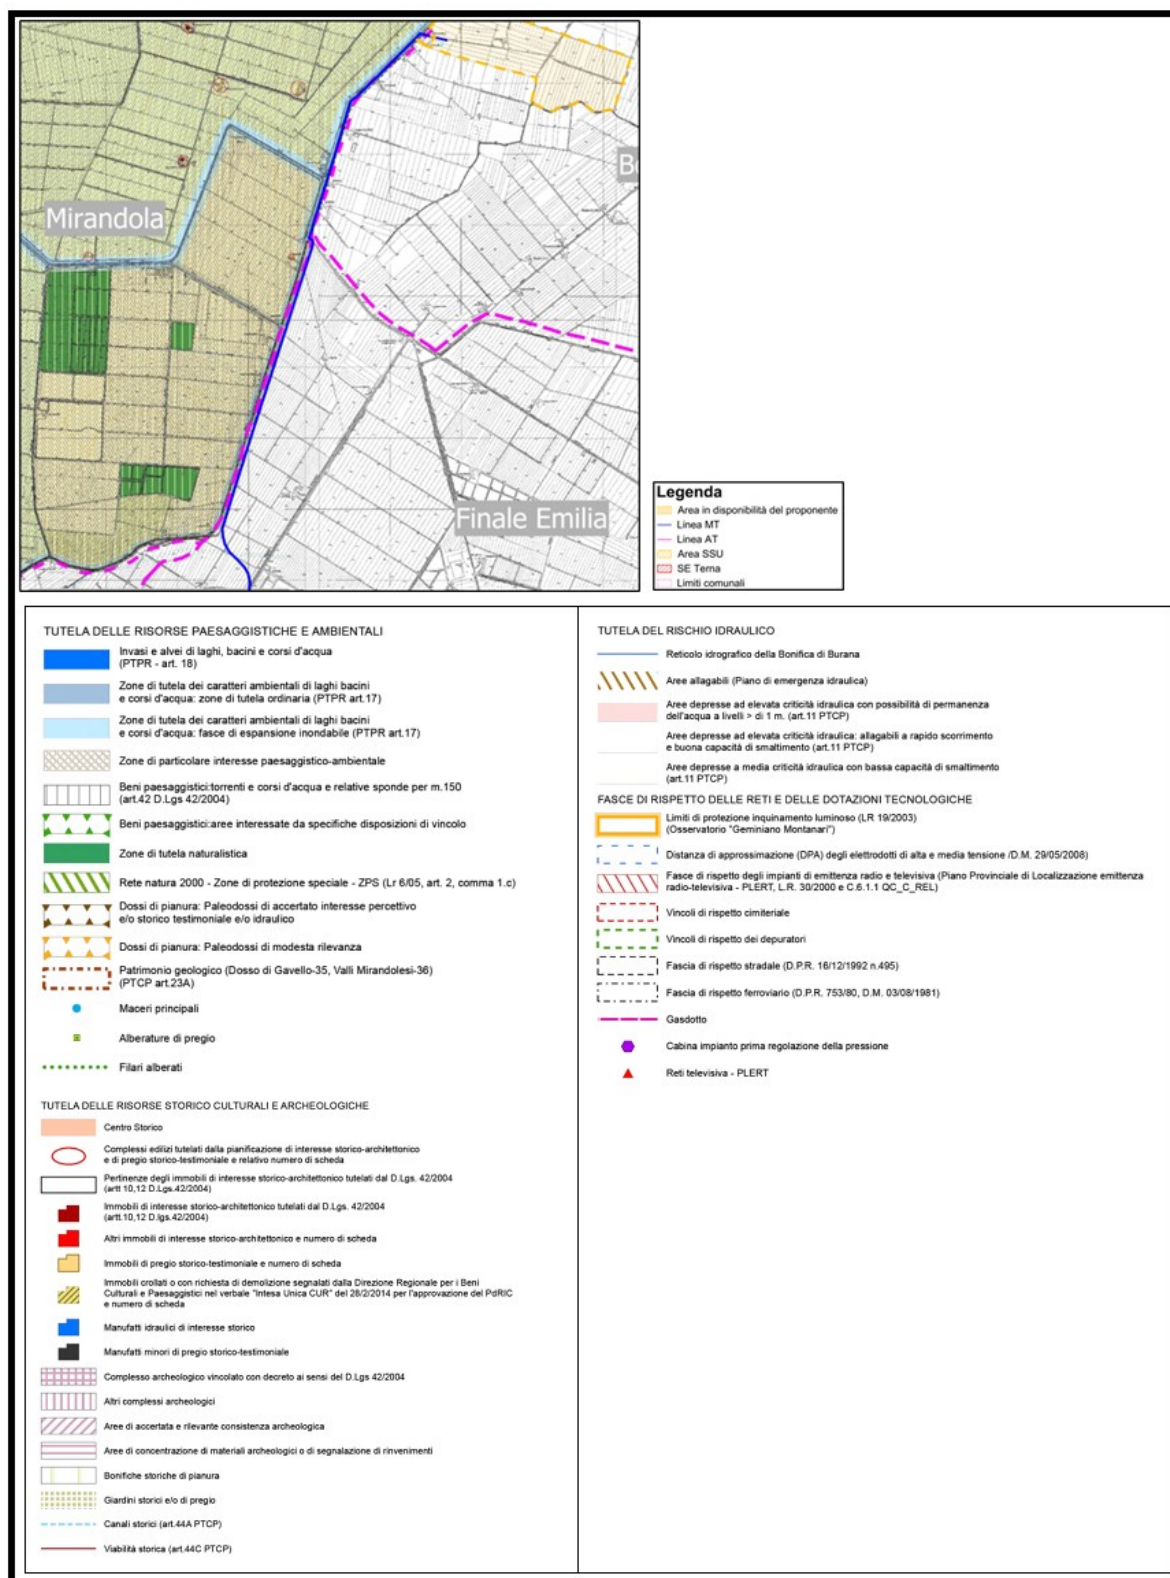 Mirandola
B
Finale Emilia
Legenda
Area in disponibilità del proponente
Linea MT
Linea AT
Area SSU
SE Terna
Limiti comunali
TUTELA DELLE RISORSE PAESAGGISTICHE E AMBIENTALI
Invasi e alvei di laghi, bacini e corsi d'acqua
(PTPR - art. 18)
Zone di tutela dei caratteri ambientali di laghi bacini
e corsi d'acqua: zone di tutela ordinaria (PTPR art.17)
Zone di tutela dei caratteri ambientali di laghi bacini
e corsi d'acqua: fasce di espansione inondabile (PTPR art.17)
Zone di particolare interesse paesaggistico-ambientale
Beni paesaggistici:torrenti e corsi d'acqua e relative sponde per m.150
(art.42 D.Lgs 42/2004)
Beni paesaggistici:aree interessate da specifiche disposizioni di vincolo
Zone di tutela naturalistica
Rete natura 2000 - Zone di protezione speciale - ZPS (Lr 6/05, art. 2, comma 1.c)
Dossi di pianura: Paleodossi di accertato interesse percettivo
e/o storico testimoniale e/o idraulico
Dossi di pianura: Paleodossi di modesta rilevanza
Patrimonio geologico (Dosso di Gavello-35, Valli Mirandolesi-36)
(PTCP art.23A)
Maceri principali
Alberature di pregio
Filari alberati
TUTELA DELLE RISORSE STORICO CULTURALI E ARCHEOLOGICHE
Centro Storico
Complessi edilizi tutelati dalla pianificazione di interesse storico-architettonico
e di pregio storico-testimoniale e relativo numero di scheda
Pertinenze degli immobili di interesse storico-architettonico tutelati dal D.Lgs. 42/2004
(artt 10,12 D.Lgs.42/2004)
Immobili di interesse storico-architettonico tutelati dal D.Lgs. 42/2004
(artt.10,12 D.lgs.42/2004)
Altri immobili di interesse storico-architettonico e numero di scheda
Immobili di pregio storico-testimoniale e numero di scheda
Immobili crollati o con richiesta di demolizione segnalati dalla Direzione Regionale per i Beni
Culturali e Paesaggistici nel verbale "Intesa Unica CUR" del 28/2/2014 per l'approvazione del PdRIC
e numero di scheda
Manufatti idraulici di interesse storico
Manufatti minori di pregio storico-testimoniale
Complesso archeologico vincolato con decreto ai sensi del D.Lgs 42/2004
Altri complessi archeologici
Aree di accertata e rilevante consistenza archeologica
Aree di concentrazione di materiali archeologici o di segnalazione di rinvenimenti
Bonifiche storiche di pianura
Giardini storici e/o di pregio
Canali storici (art.44A PTCP)
Viabilità storica (art.44C PTCP)
TUTELA DEL RISCHIO IDRAULICO
Reticolo idrografico della Bonifica di Burana
Aree allagabili (Piano di emergenza idraulica)
Aree depresse ad elevata criticità idraulica con possibilità di permanenza
dell'acqua a livelli > di 1 m. (art.11 PTCP)
Aree depresse ad elevata criticità idraulica: allagabili a rapido scorrimento
e buona capacità di smaltimento (art.11 PTCP)
Aree depresse a media criticità idraulica con bassa capacità di smaltimento
(art.11 PTCP)
FASCE DI RISPETTO DELLE RETI E DELLE DOTAZIONI TECNOLOGICHE
Limiti di protezione inquinamento luminoso (LR 19/2003)
(Osservatorio "Geminiano Montanari")
Distanza di approssimazione (DPA) degli elettrodotti di alta e media tensione /D.M. 29/05/2008)
Fasce di rispetto degli impianti di emittenza radio e televisiva (Piano Provinciale di Localizzazione emittenza
radio-televisiva - PLERT, L.R. 30/2000 e C.6.1.1 QC_C_REL)
Vincoli di rispetto cimiteriale
Vincoli di rispetto dei depuratori
Fascia di rispetto stradale (D.P.R. 16/12/1992 n.495)
Fascia di rispetto ferroviario (D.P.R. 753/80, D.M. 03/08/1981)
Gasdotto
Cabina impianto prima regolazione della pressione
Reti televisiva - PLERT